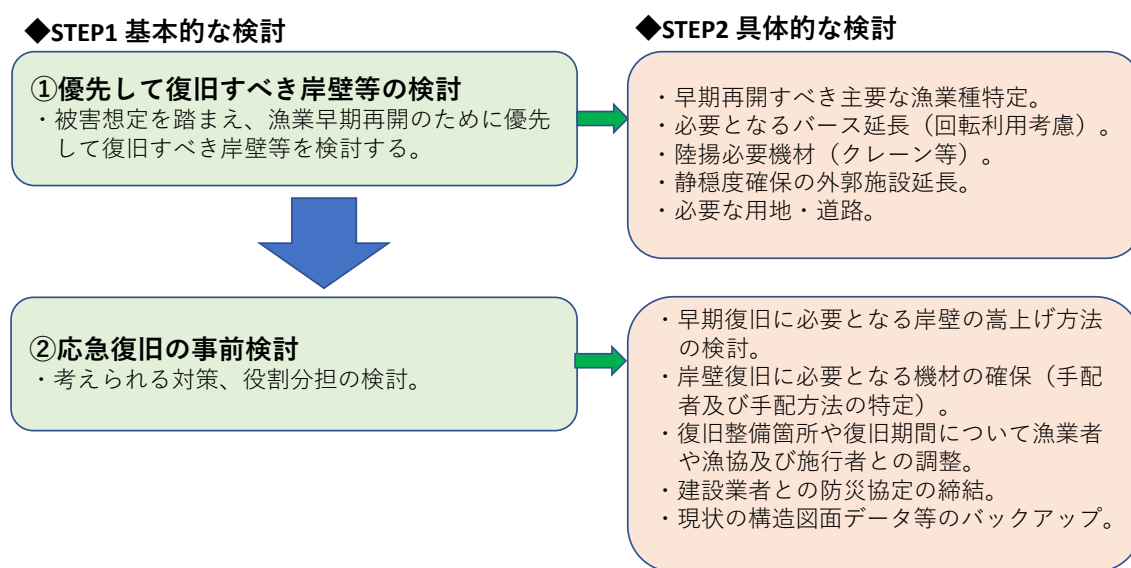 ◆STEP1 基本的な検討
①優先して復旧すべき岸壁等の検討
・被害想定を踏まえ、漁業早期再開のために優先
して復旧すべき岸壁等を検討する。
②応急復旧の事前検討
・考えられる対策、役割分担の検討。
◆STEP2 具体的な検討
・早期再開すべき主要な漁業種特定。
・必要となるバース延長（回転利用考慮）。
・陸揚必要機材（クレーン等）。
・静穏度確保の外郭施設延長。
・必要な用地・道路。
・早期復旧に必要となる岸壁の嵩上げ方法
の検討。
・岸壁復旧に必要となる機材の確保（手配
者及び手配方法の特定）。
・復旧整備箇所や復旧期間について漁業者
や漁協及び施行者との調整。
・建設業者との防災協定の締結。
・現状の構造図面データ等のバックアップ。